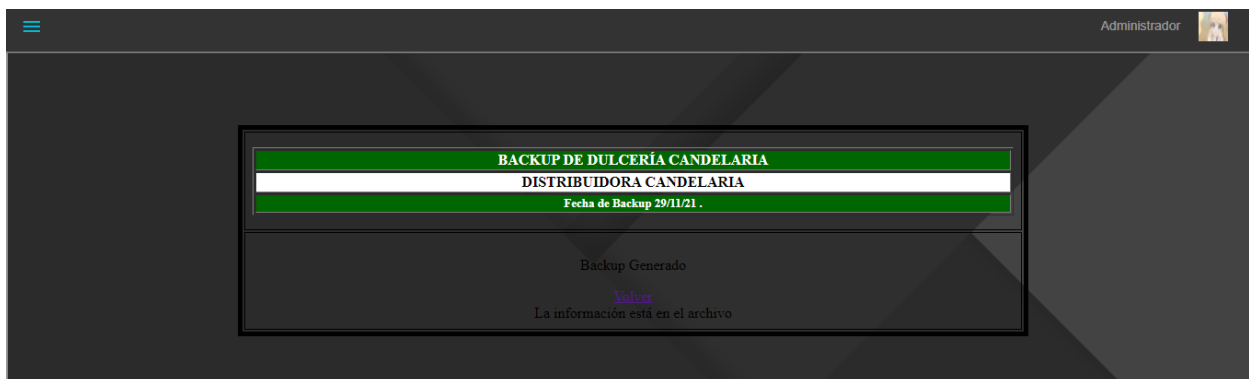 Administrador
BACKUP DE DULCERÍA CANDELARIA
DISTRIBUIDORA CANDELARIA
Fecha de Backup 29/11/21 .
Backup Generado
Volver
La información está en el archivo